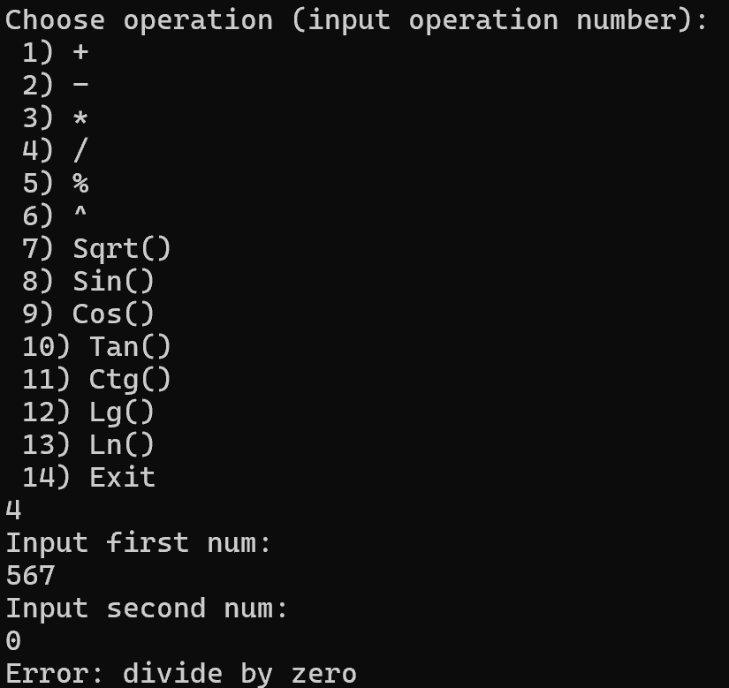 Choose operation (input operation number):
1) +
2) -
3) *
4) /
5) %
6) ^
7) Sqrt()
8) Sin()
9) Cos()
10) Tan()
11) Ctg()
12) Lg()
13) Ln()
14) Exit
4
Input first num:
567
Input second num:
0
Error: divide by zero